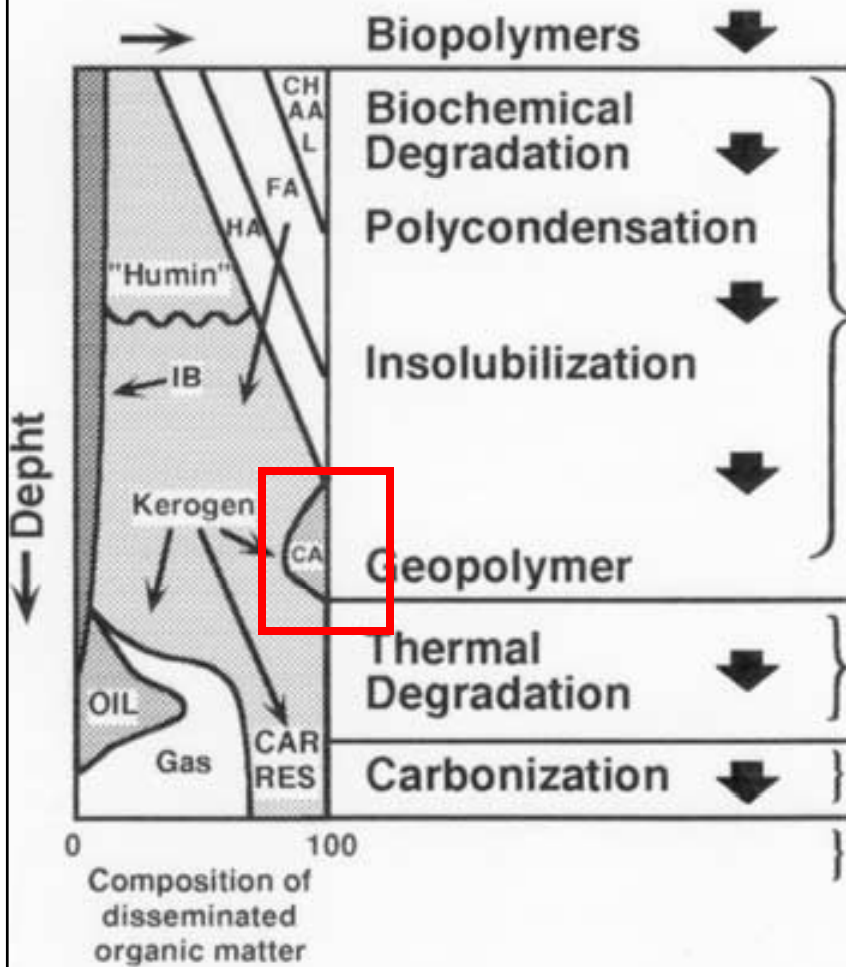 Biopolymers
CH
AA
L
FA
HA
"Humin"
IB
Kerogen
CA
OIL
Gas
CAR
RES
Depht
Biochemical
Degradation
Polycondensation
Insolubilization
Geopolymer
Thermal
Degradation
Carbonization
0
100
Composition of
disseminated
organic matter